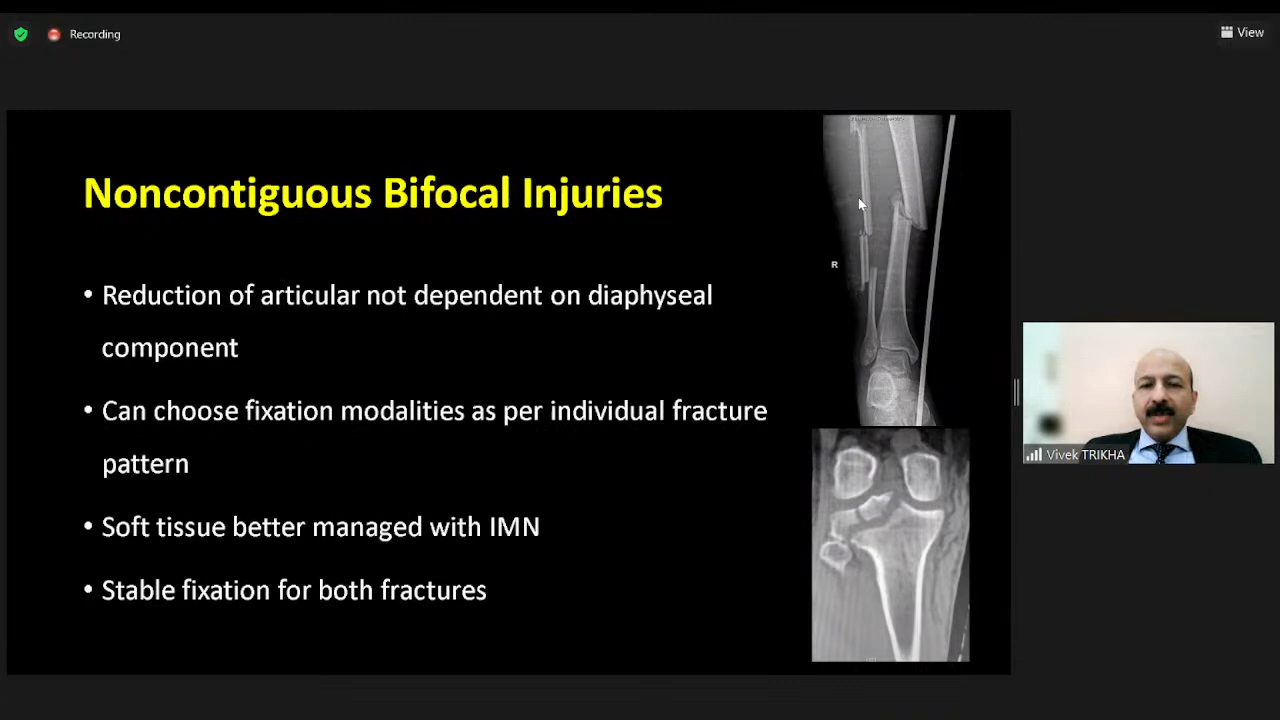 Recording
View
Noncontiguous Bifocal Injuries
• Reduction of articular not dependent on diaphyseal
component
• Can choose fixation modalities as per individual fracture
pattern
• Soft tissue better managed with IMN
• Stable fixation for both fractures
R
Vivek TRIKHA